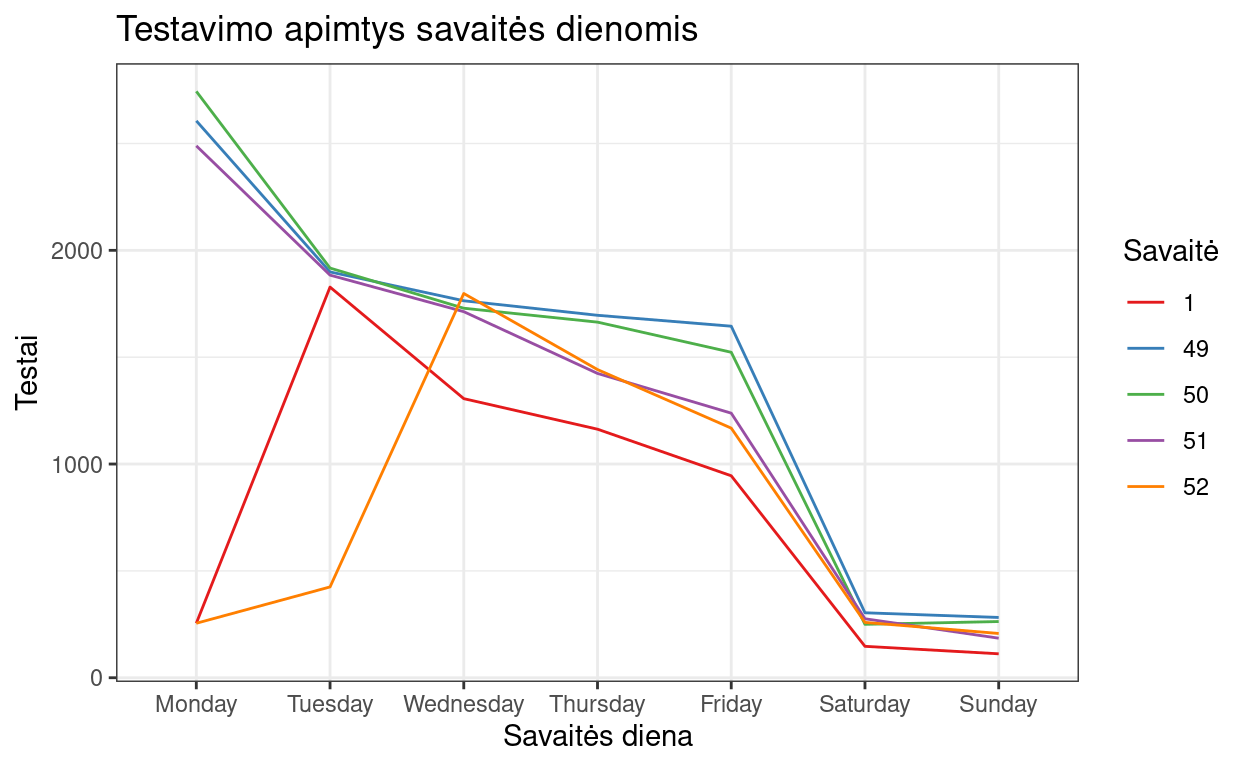 Testavimo apimtys savaitės dienomis
Testai
2000
1000
0
Monday Tuesday Wednesday Thursday Friday Saturday Sunday
Savaitės diena
Savaitė
1
49
50
51
52